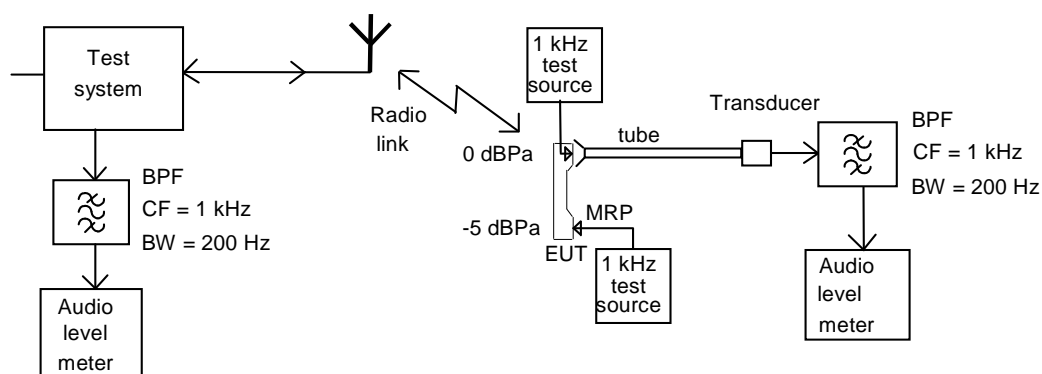 Test
system
Radio
link
BPF
CF = 1 kHz
BW = 200 Hz
Audio
level
meter
1 kHz
test
source
0 dBPa
-5 dBPa
EUT
MRP
1 kHz
test
source
tube
Transducer
BPF
CF = 1 kHz
BW = 200 Hz
Audio
level
meter